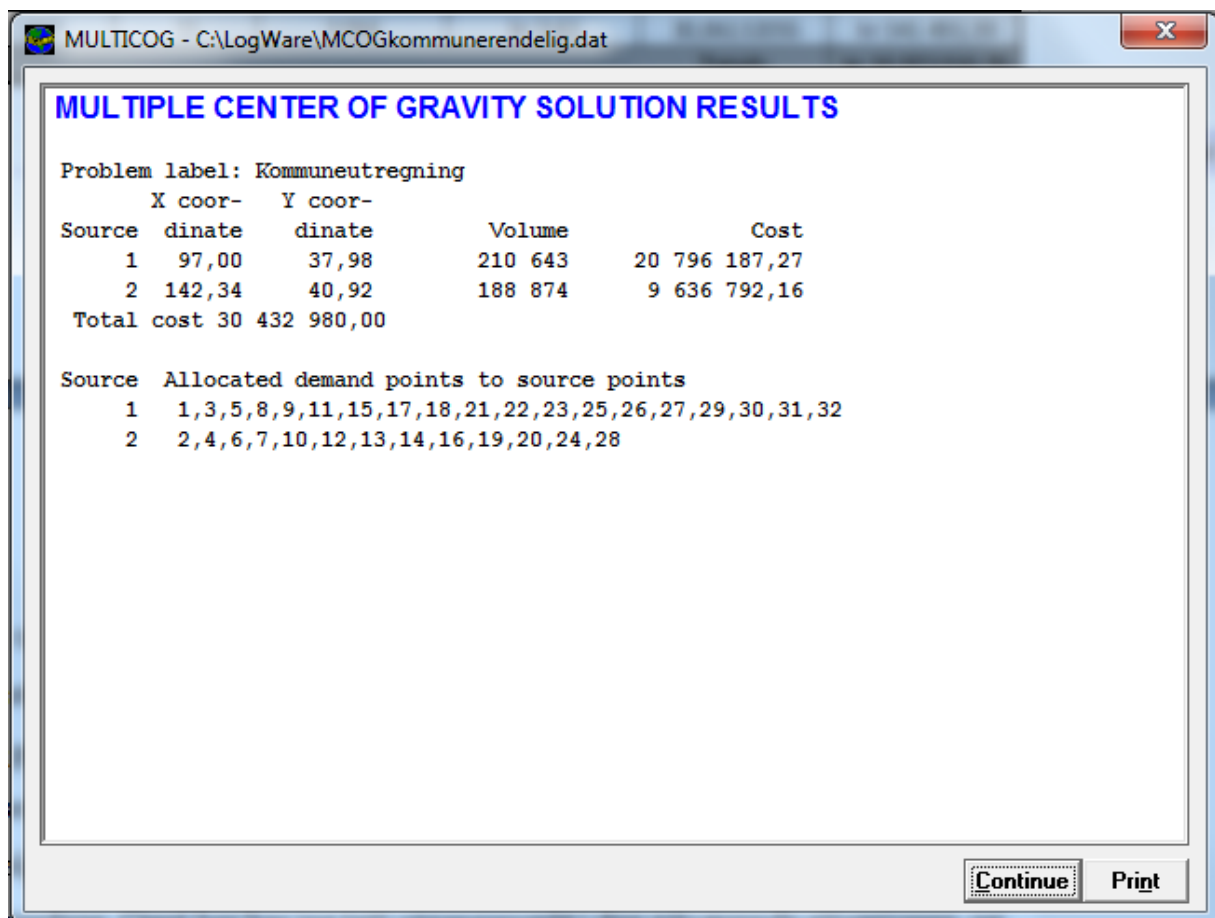 MULTICOG - C:\LogWare\MCOGkommunerendelig.dat
MULTIPLE CENTER OF GRAVITY SOLUTION RESULTS
Problem label: Kommuneutregning
X coor- Y coor-
Source dinate dinate Volume Cost
1 97,00 37,98 210 643 20 796 187,27
2 142,34 40,92 188 874 9 636 792,16
Total cost 30 432 980,00
Source Allocated demand points to source points
1 1,3,5,8,9,11,15,17,18,21,22,23,25,26,27,29,30,31,32
2 2,4,6,7,10,12,13,14,16,19,20,24,28
Continue Print